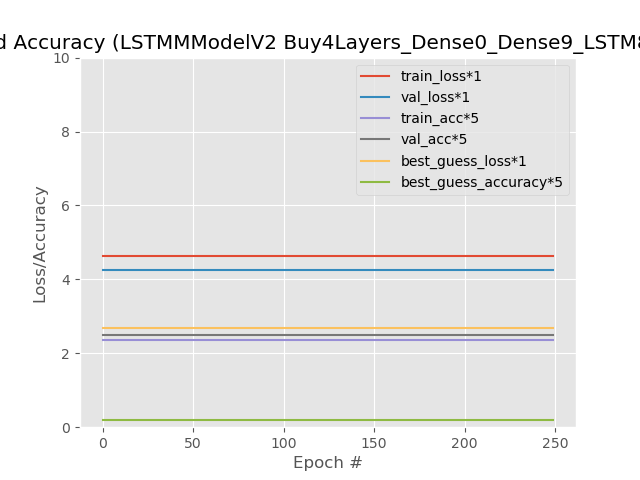 d Accuracy (LSTMMModelV2 Buy4Layers_Dense0_Dense9_LSTM8
10
8
6
4
2
0
Loss/Accuracy
train_loss*1
val_loss*1
train_acc*5
val_acc*5
best_guess_loss*1
best_guess_accuracy*5
0 50 100 150 200 250
Epoch #